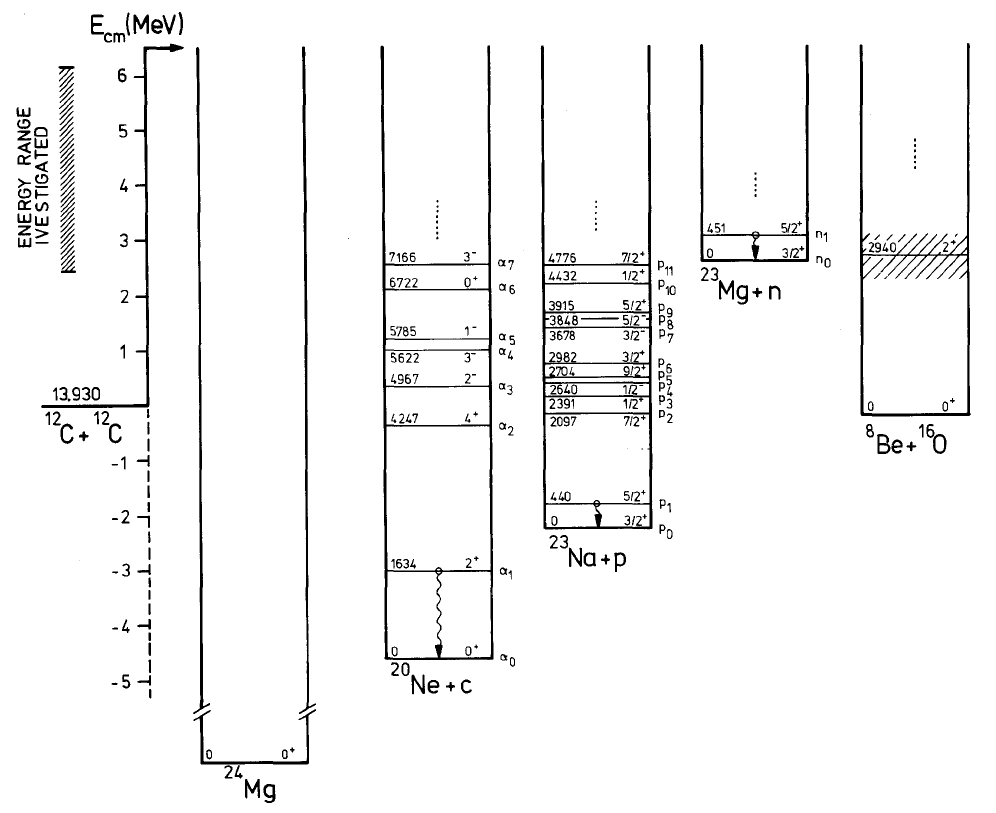 E_cm (MeV)
ENERGY RANGE
IVESTIGATED
6
5
4
3
2
1
13,930
¹²C + ¹²C
-1
-2
-3
-4
-5
0 0⁺
²⁴Mg
7166 3⁻ α₇
6722 0⁺ α₆
5785 1⁻ α₅
5622 3⁻ α₄
4967 2⁻ α₃
4247 4⁺ α₂
1634 2⁺ α₁
0 0⁺ α₀
²⁰Ne + c
4776 7/2⁺ p₁₁
4432 1/2⁺ p₁₀
3915 5/2⁺ p₉
3848 5/2⁻ p₈
3678 3/2⁻ p₇
2982 3/2⁺ p₆
2704 9/2⁺ p₅
2640 1/2⁻ p₄
2391 1/2⁺ p₃
2097 7/2⁺ p₂
440 5/2⁺ p₁
0 3/2⁺ p₀
²³Na + p
451 5/2⁺ n₁
0 3/2⁺ n₀
²³Mg + n
2940 2⁺
0 0⁺
⁸Be + ¹⁶O